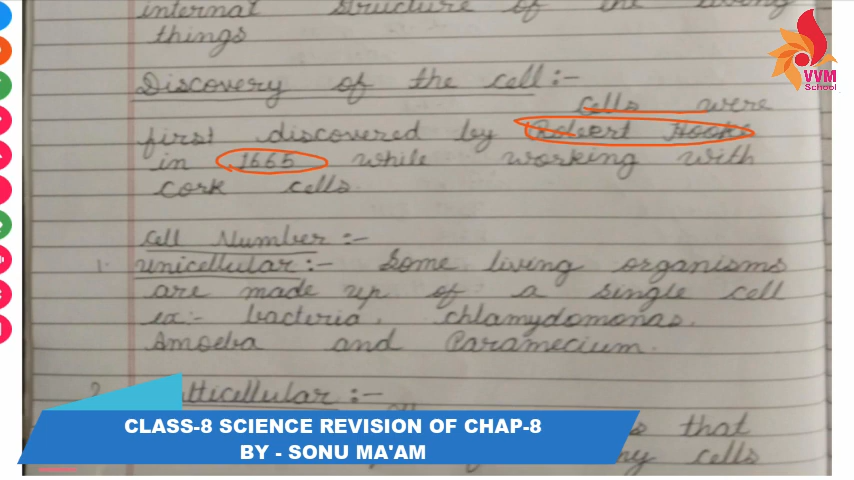 internal structure of the living
things
Discovery of the cell :-
Cells were
first discovered by Robert Hooke
in 1665 while working with
cork cells.
Cell Number :-
1. Unicellular :- Some living organisms
are made up of a single cell
ex:- bacteria, chlamydomonas.
Amoeba and Paramecium.
2. Multicellular :-
that
cells
VVM
School
CLASS-8 SCIENCE REVISION OF CHAP-8
BY - SONU MA'AM